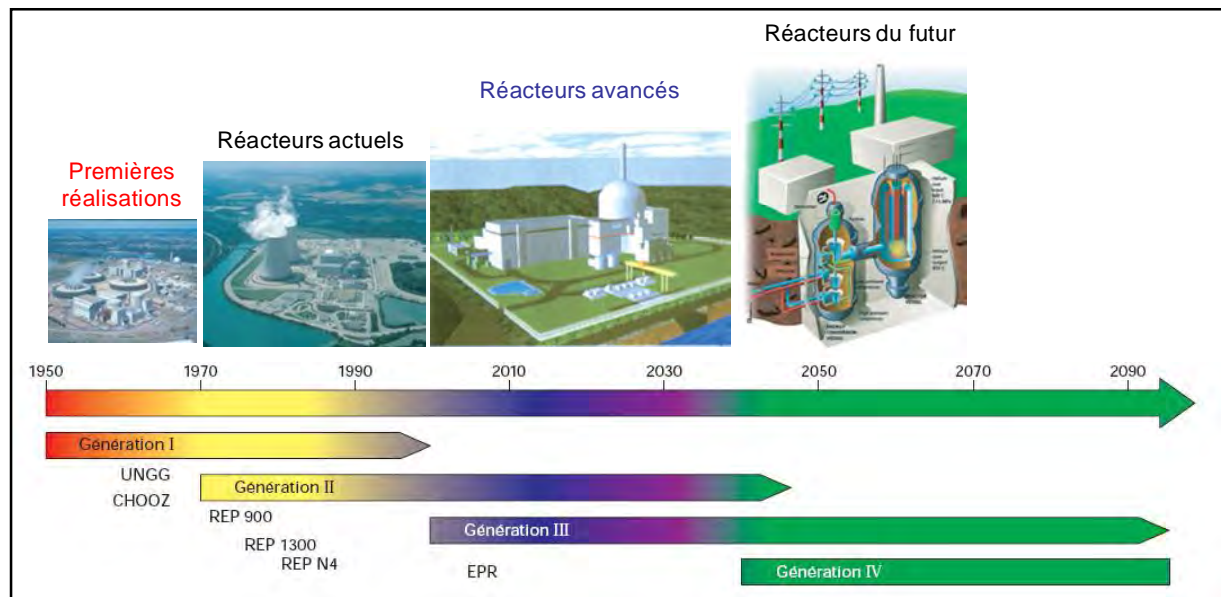 Réacteurs du futur
Réacteurs avancés
Réacteurs actuels
Premières
réalisations
1950 1970 1990 2010 2030 2050 2070 2090
Génération I
UNGG
CHOOZ
Génération II
REP 900
REP 1300
REP N4
Génération III
EPR
Génération IV